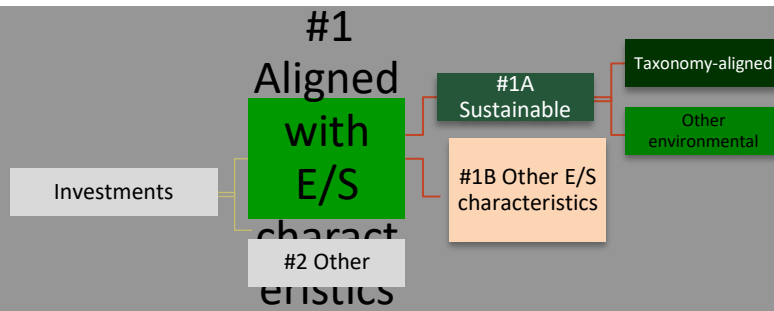 Investments
#1
Aligned
with
E/S
charact
eristics
#2 Other
#1A
Sustainable
#1B Other E/S
characteristics
Taxonomy-aligned
Other
environmental